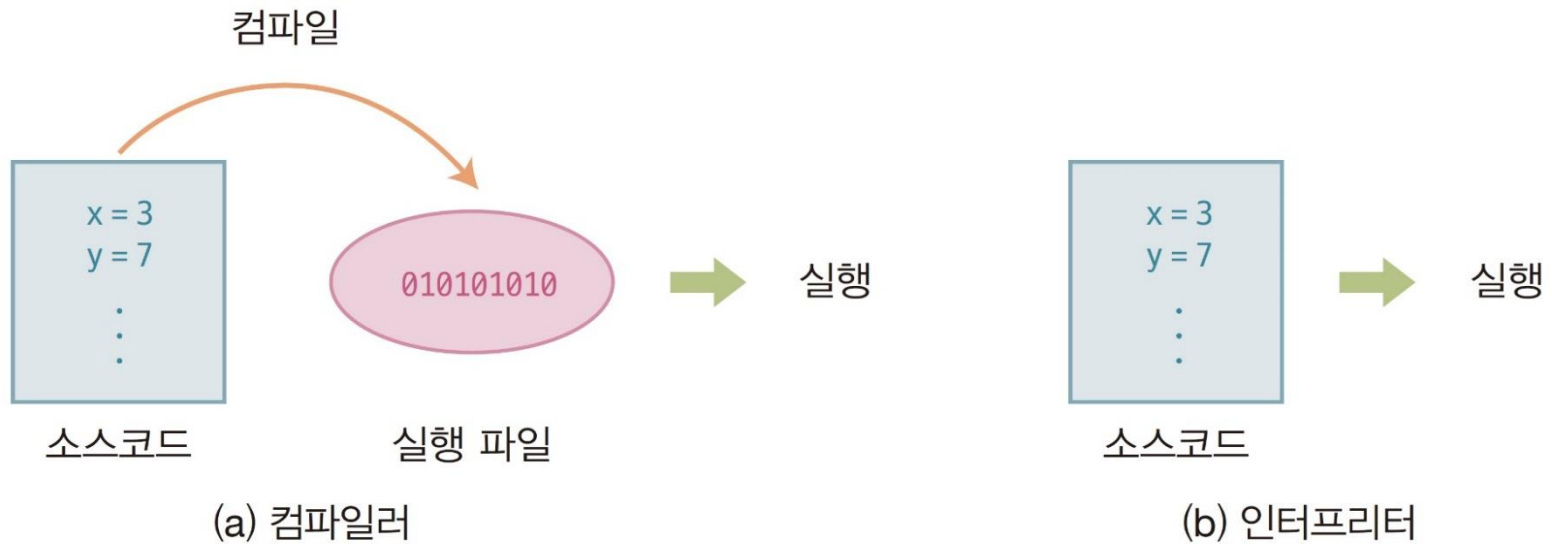 컴파일
x = 3
y = 7
.
.
.
소스코드
010101010
실행 파일
실행
(a) 컴파일러
x = 3
y = 7
.
.
.
소스코드
실행
(b) 인터프리터